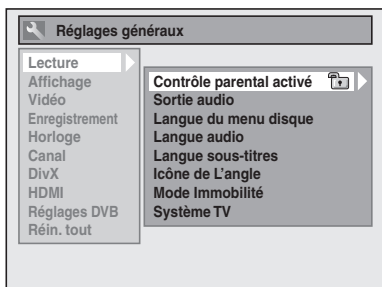 Réglages généraux
Lecture
Affichage
Vidéo
Enregistrement
Horloge
Canal
DivX
HDMI
Réglages DVB
Réin. tout
Contrôle parental activé
Sortie audio
Langue du menu disque
Langue audio
Langue sous-titres
Icône de L'angle
Mode Immobilité
Système TV